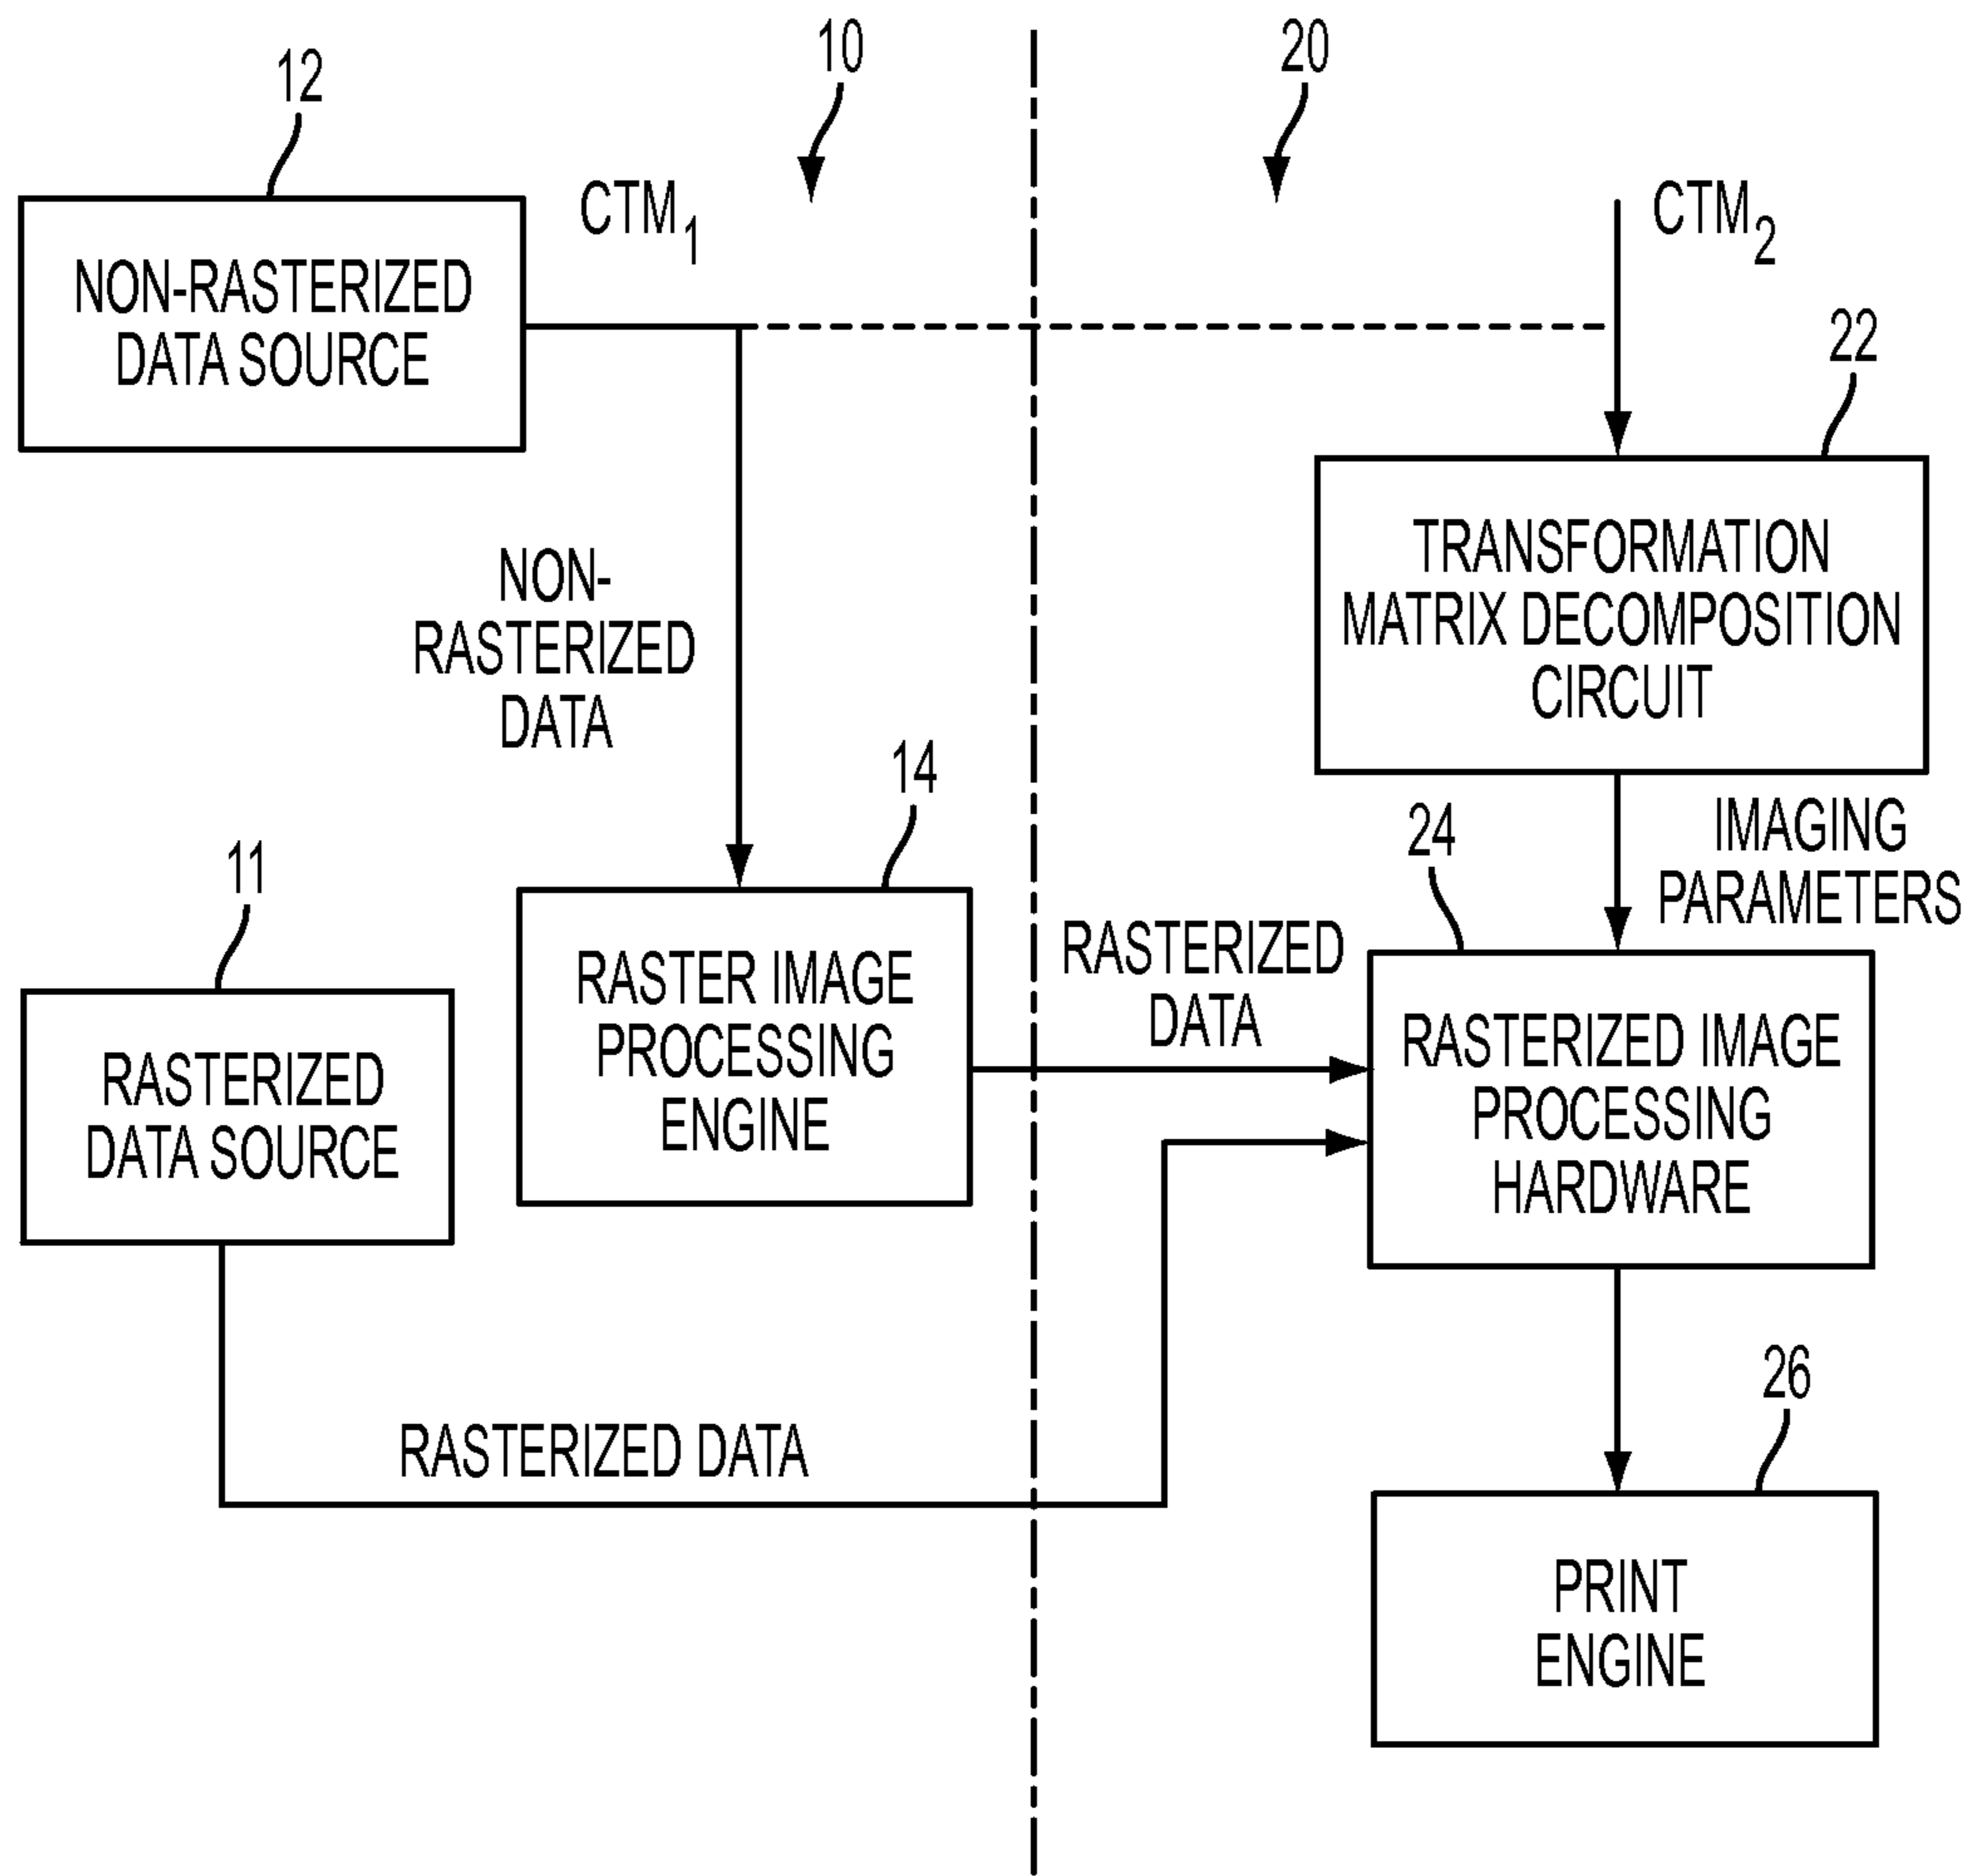 10
20
12
CTM1
CTM2
NON-RASTERIZED
DATA SOURCE
22
TRANSFORMATION
MATRIX DECOMPOSITION
CIRCUIT
NON-
RASTERIZED
DATA
14
24
IMAGING
PARAMETERS
11
RASTER IMAGE
PROCESSING
ENGINE
RASTERIZED
DATA
RASTERIZED IMAGE
PROCESSING
HARDWARE
RASTERIZED
DATA SOURCE
26
RASTERIZED DATA
PRINT
ENGINE